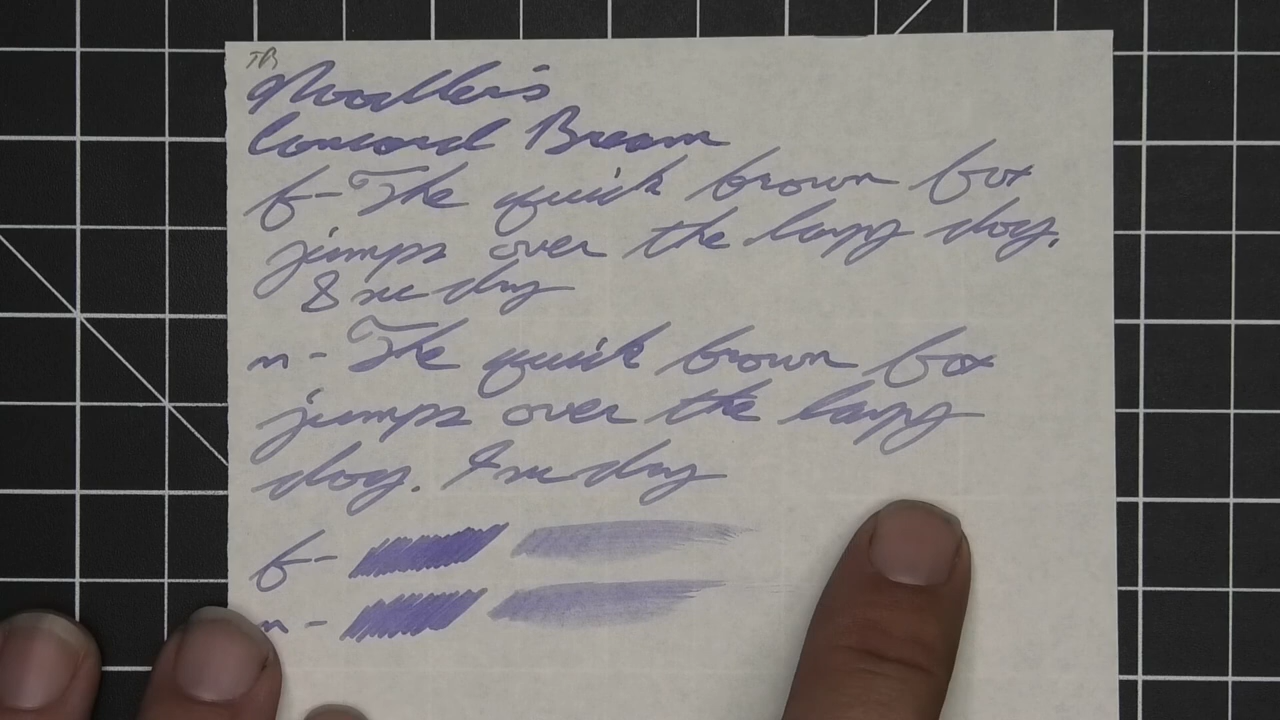 TR
Noodler's
Concord Bream
f- The quick brown fox
jumps over the lazy dog.
8 sec dry
m- The quick brown fox
jumps over the lazy
dog. 9 sec dry
f-
m-